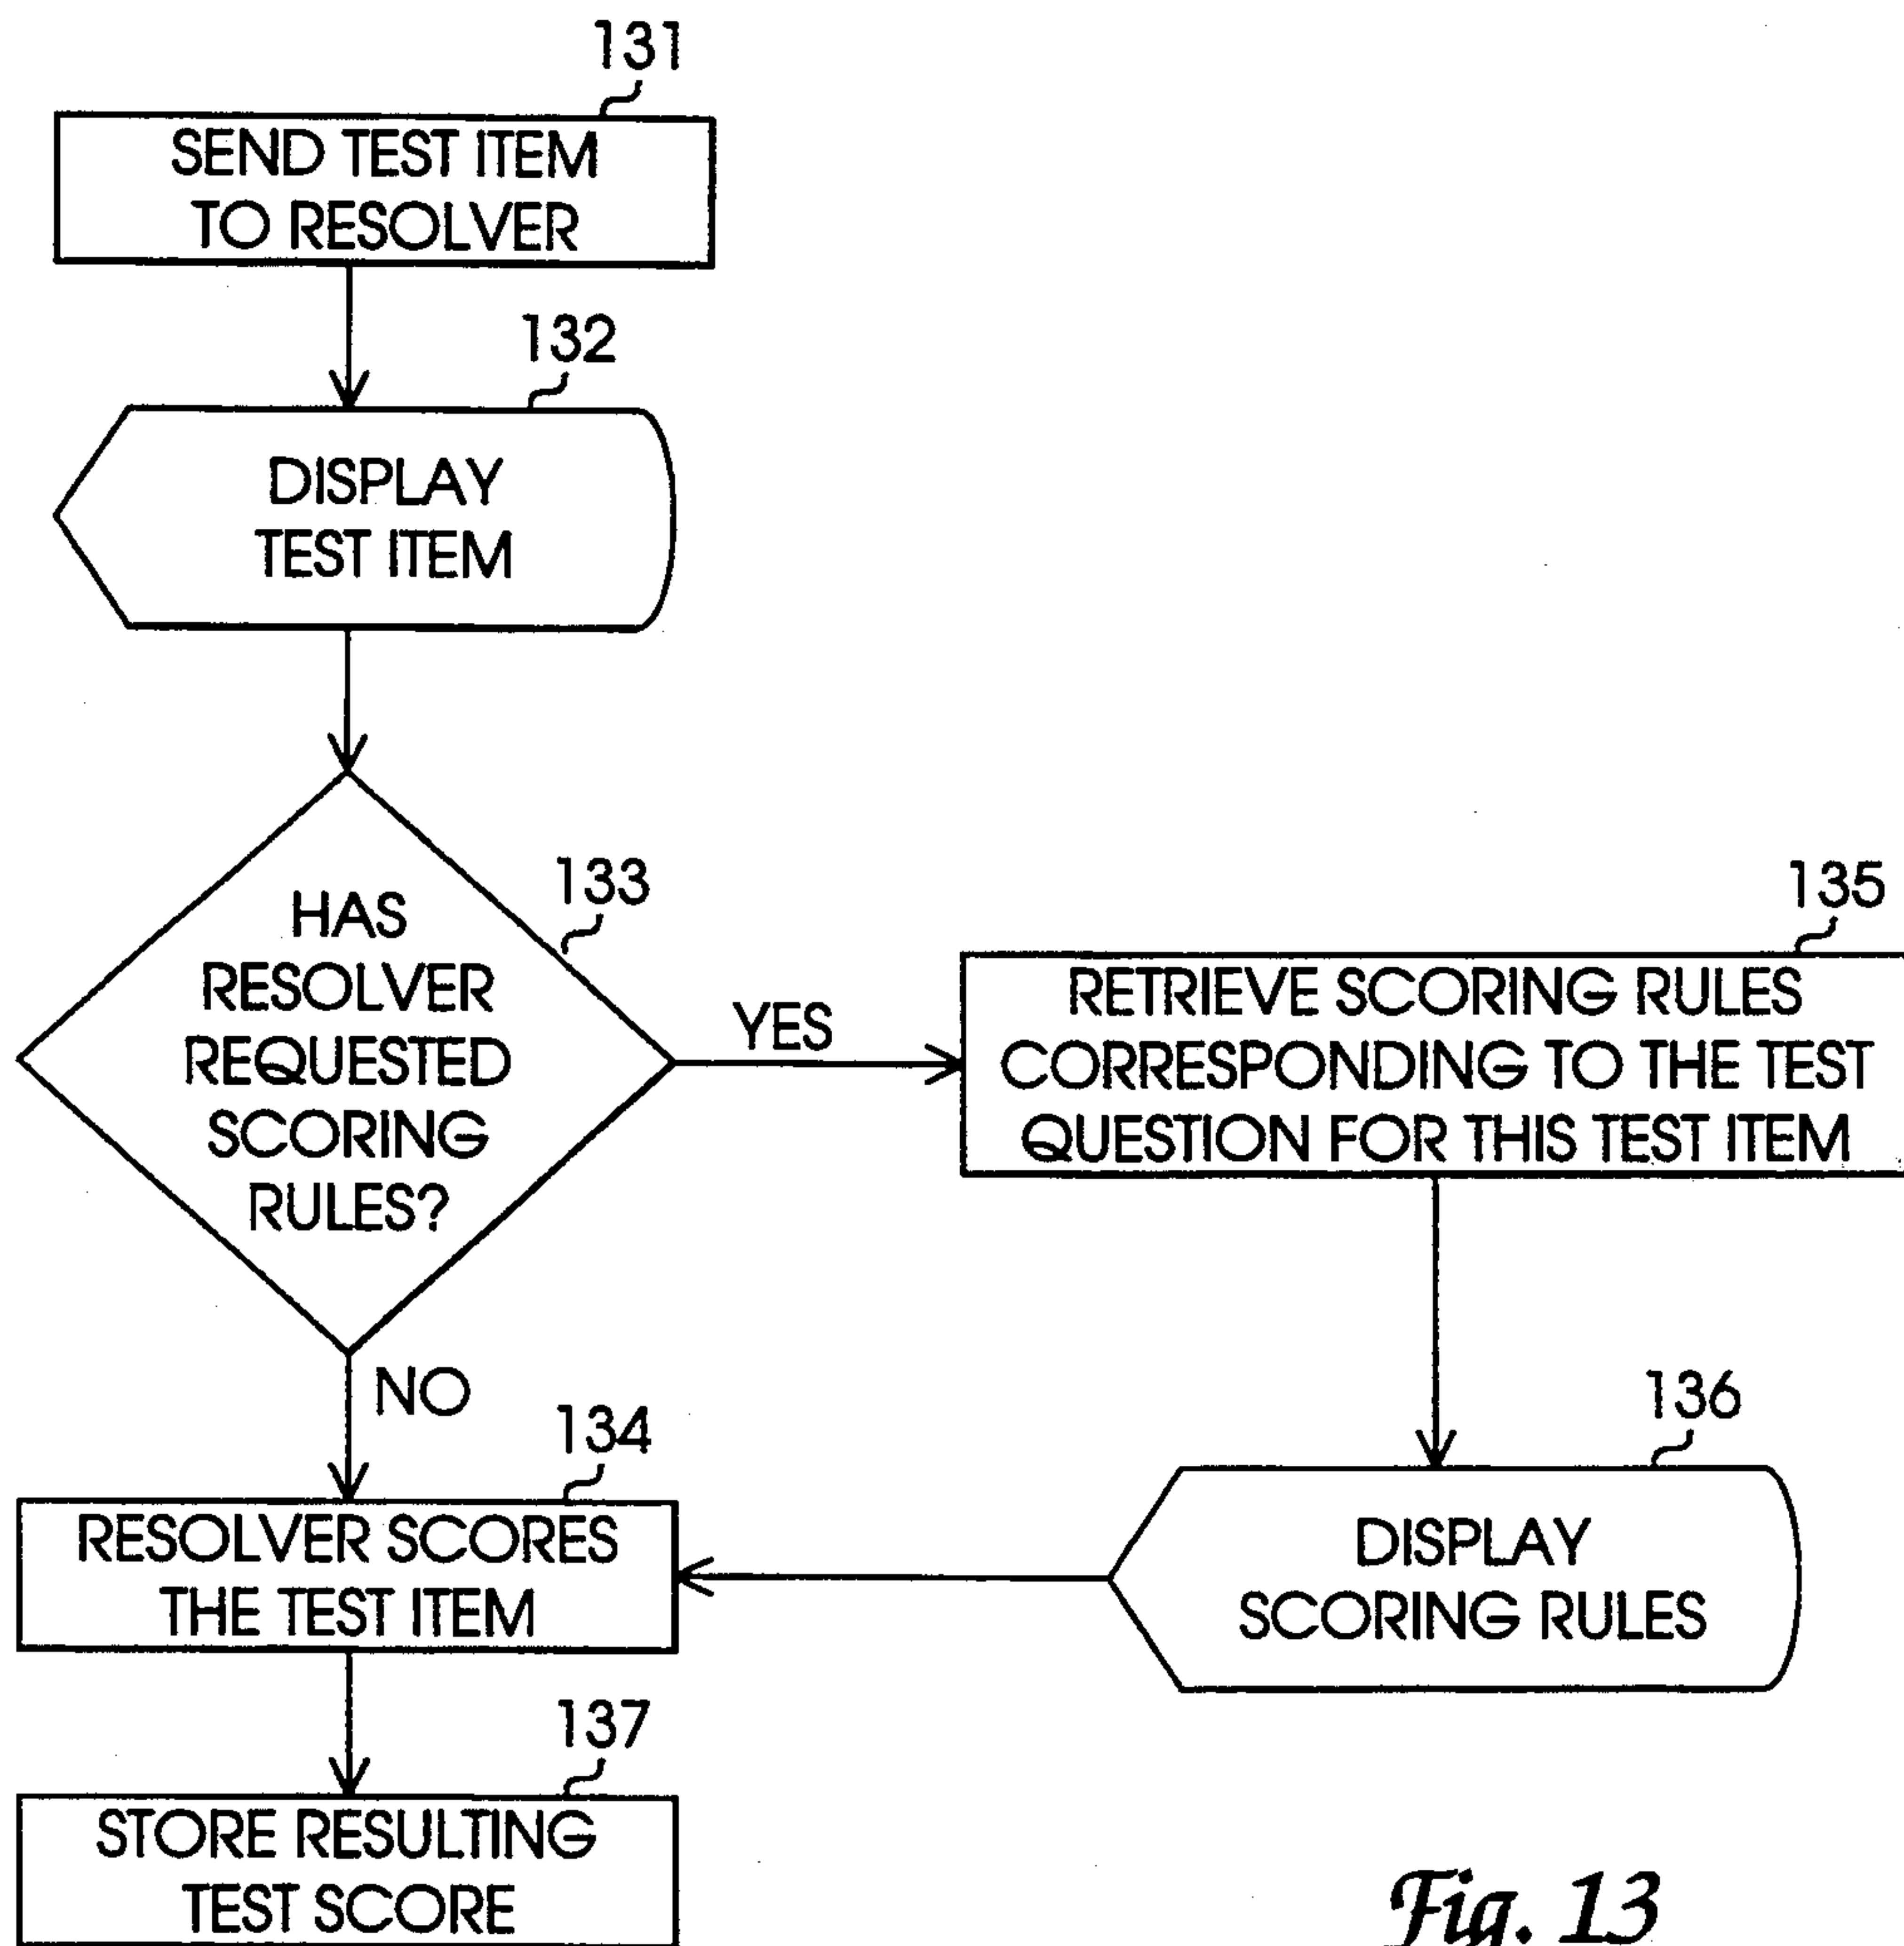 131
SEND TEST ITEM
TO RESOLVER
132
DISPLAY
TEST ITEM
133
HAS
RESOLVER
REQUESTED
SCORING
RULES?
YES
135
RETRIEVE SCORING RULES
CORRESPONDING TO THE TEST
QUESTION FOR THIS TEST ITEM
NO
134
RESOLVER SCORES
THE TEST ITEM
136
DISPLAY
SCORING RULES
137
STORE RESULTING
TEST SCORE
Fig. 13